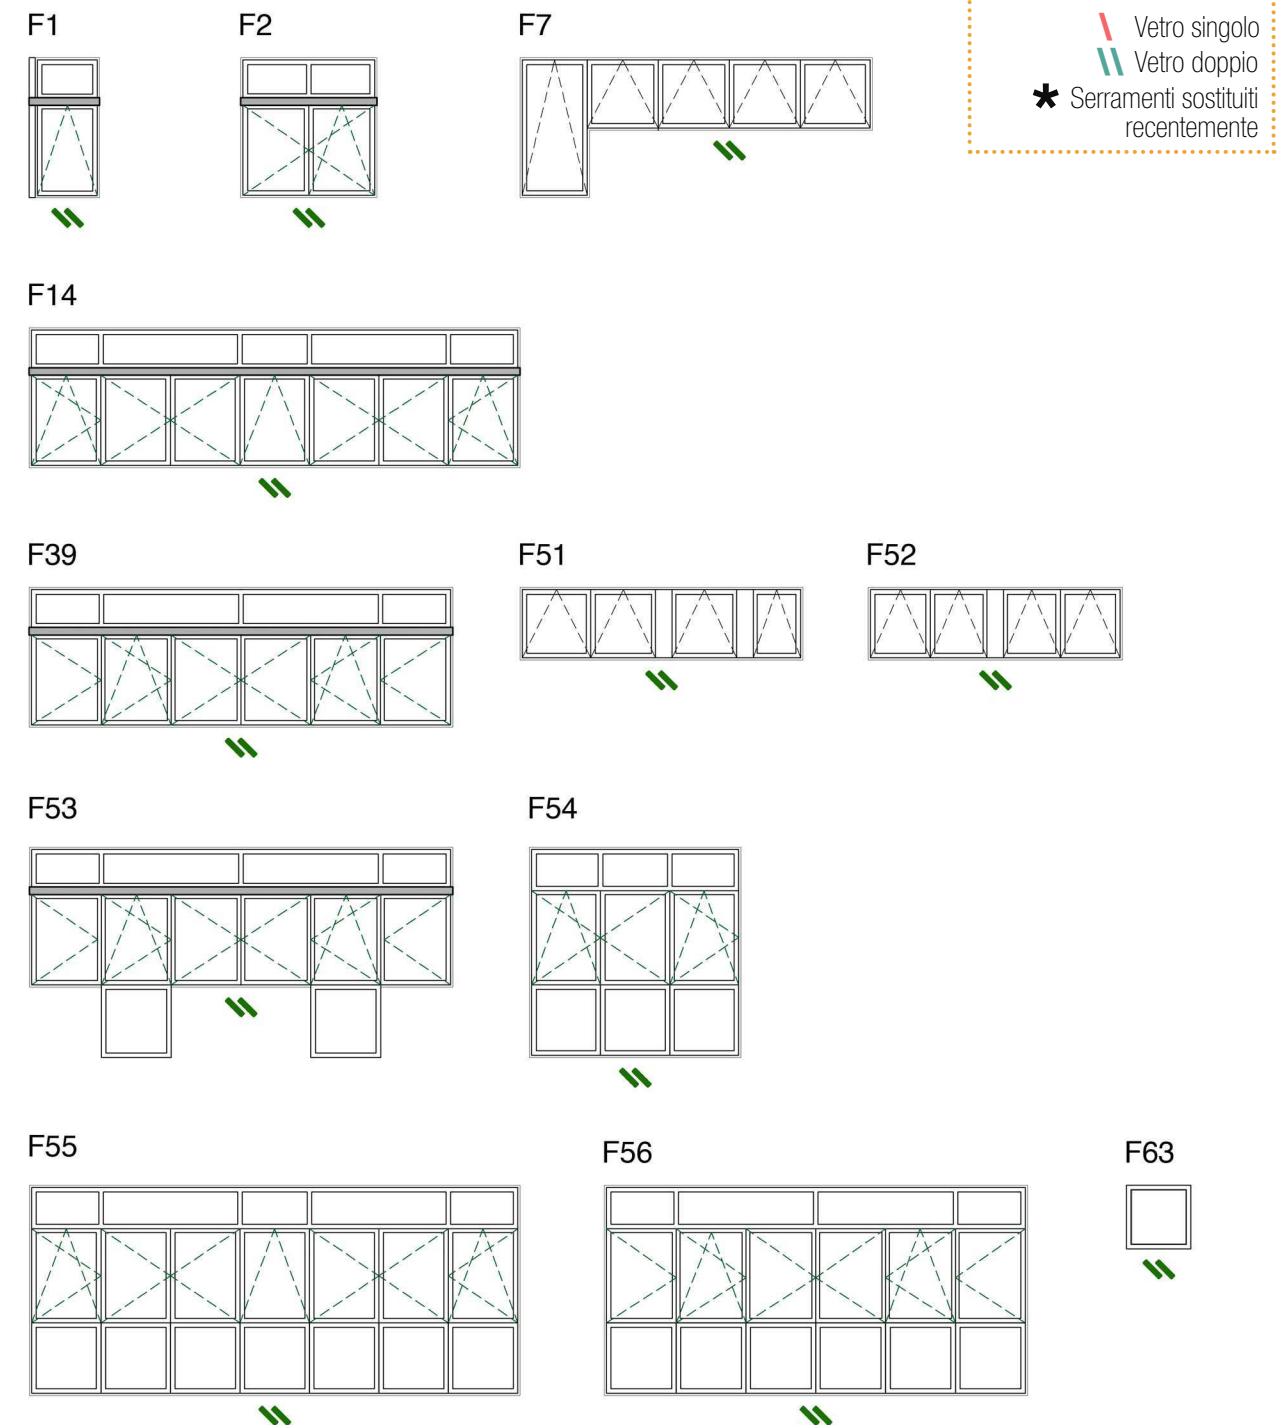 F1
F2
F7
Vetro singolo
Vetro doppio
* Serramenti sostituiti
recentemente
F14
F39
F51
F52
F53
F54
F55
F56
F63